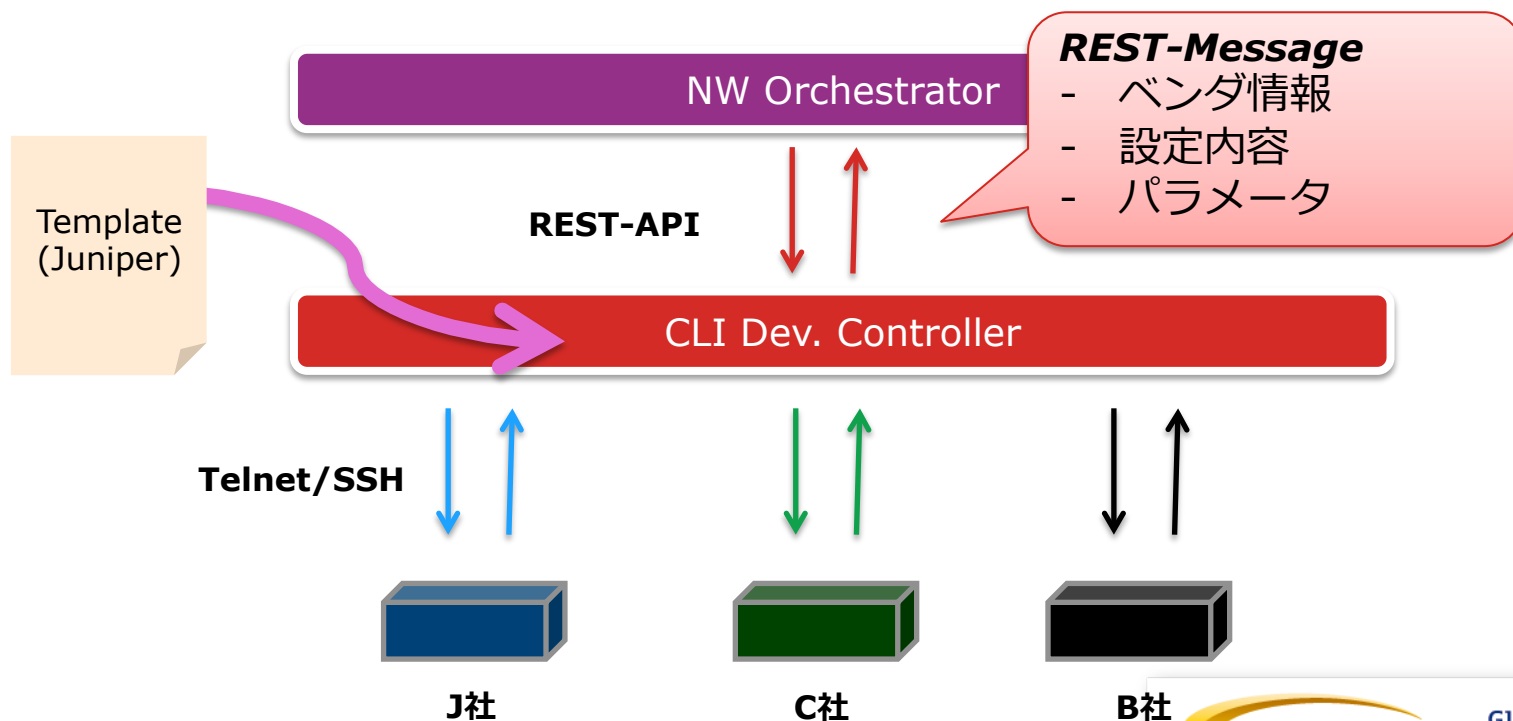 NW Orchestrator
REST-Message
- ベンダ情報
- 設定内容
- パラメータ
Template
(Juniper)
REST-API
CLI Dev. Controller
Telnet/SSH
J社
C社
B社